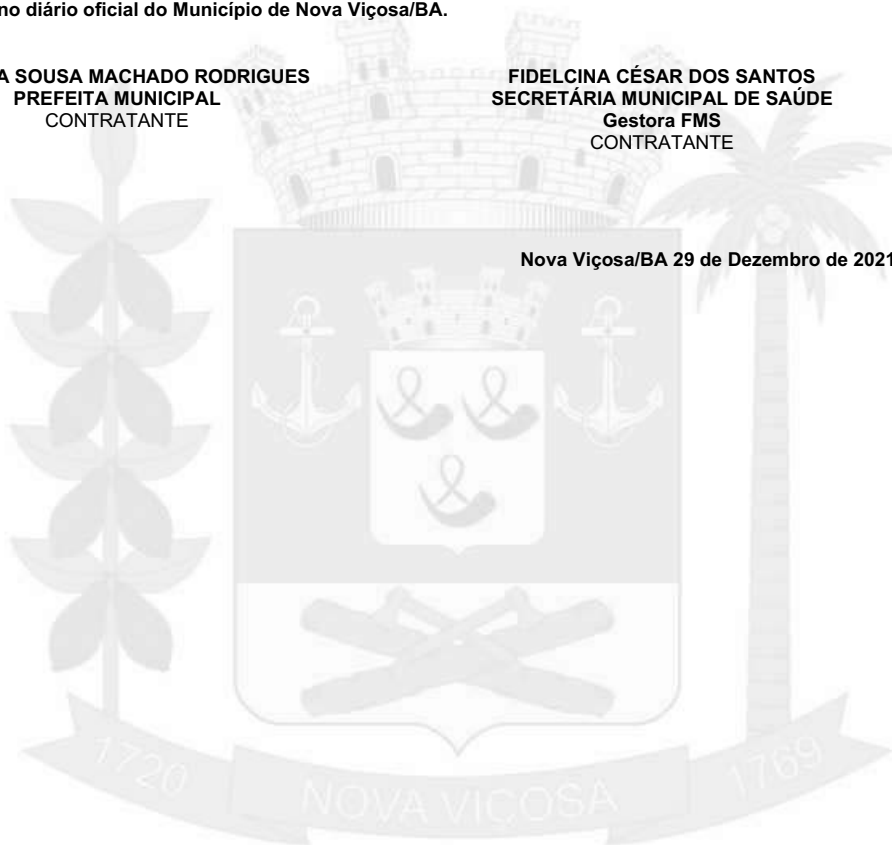 no diário oficial do Município de Nova Viçosa/BA.
A SOUSA MACHADO RODRIGUES
PREFEITA MUNICIPAL
CONTRATANTE
FIDELCINA CÉSAR DOS SANTOS
SECRETÁRIA MUNICIPAL DE SAÚDE
Gestora FMS
CONTRATANTE
Nova Viçosa/BA 29 de Dezembro de 2021
1720
NOVA VIÇOSA
1769